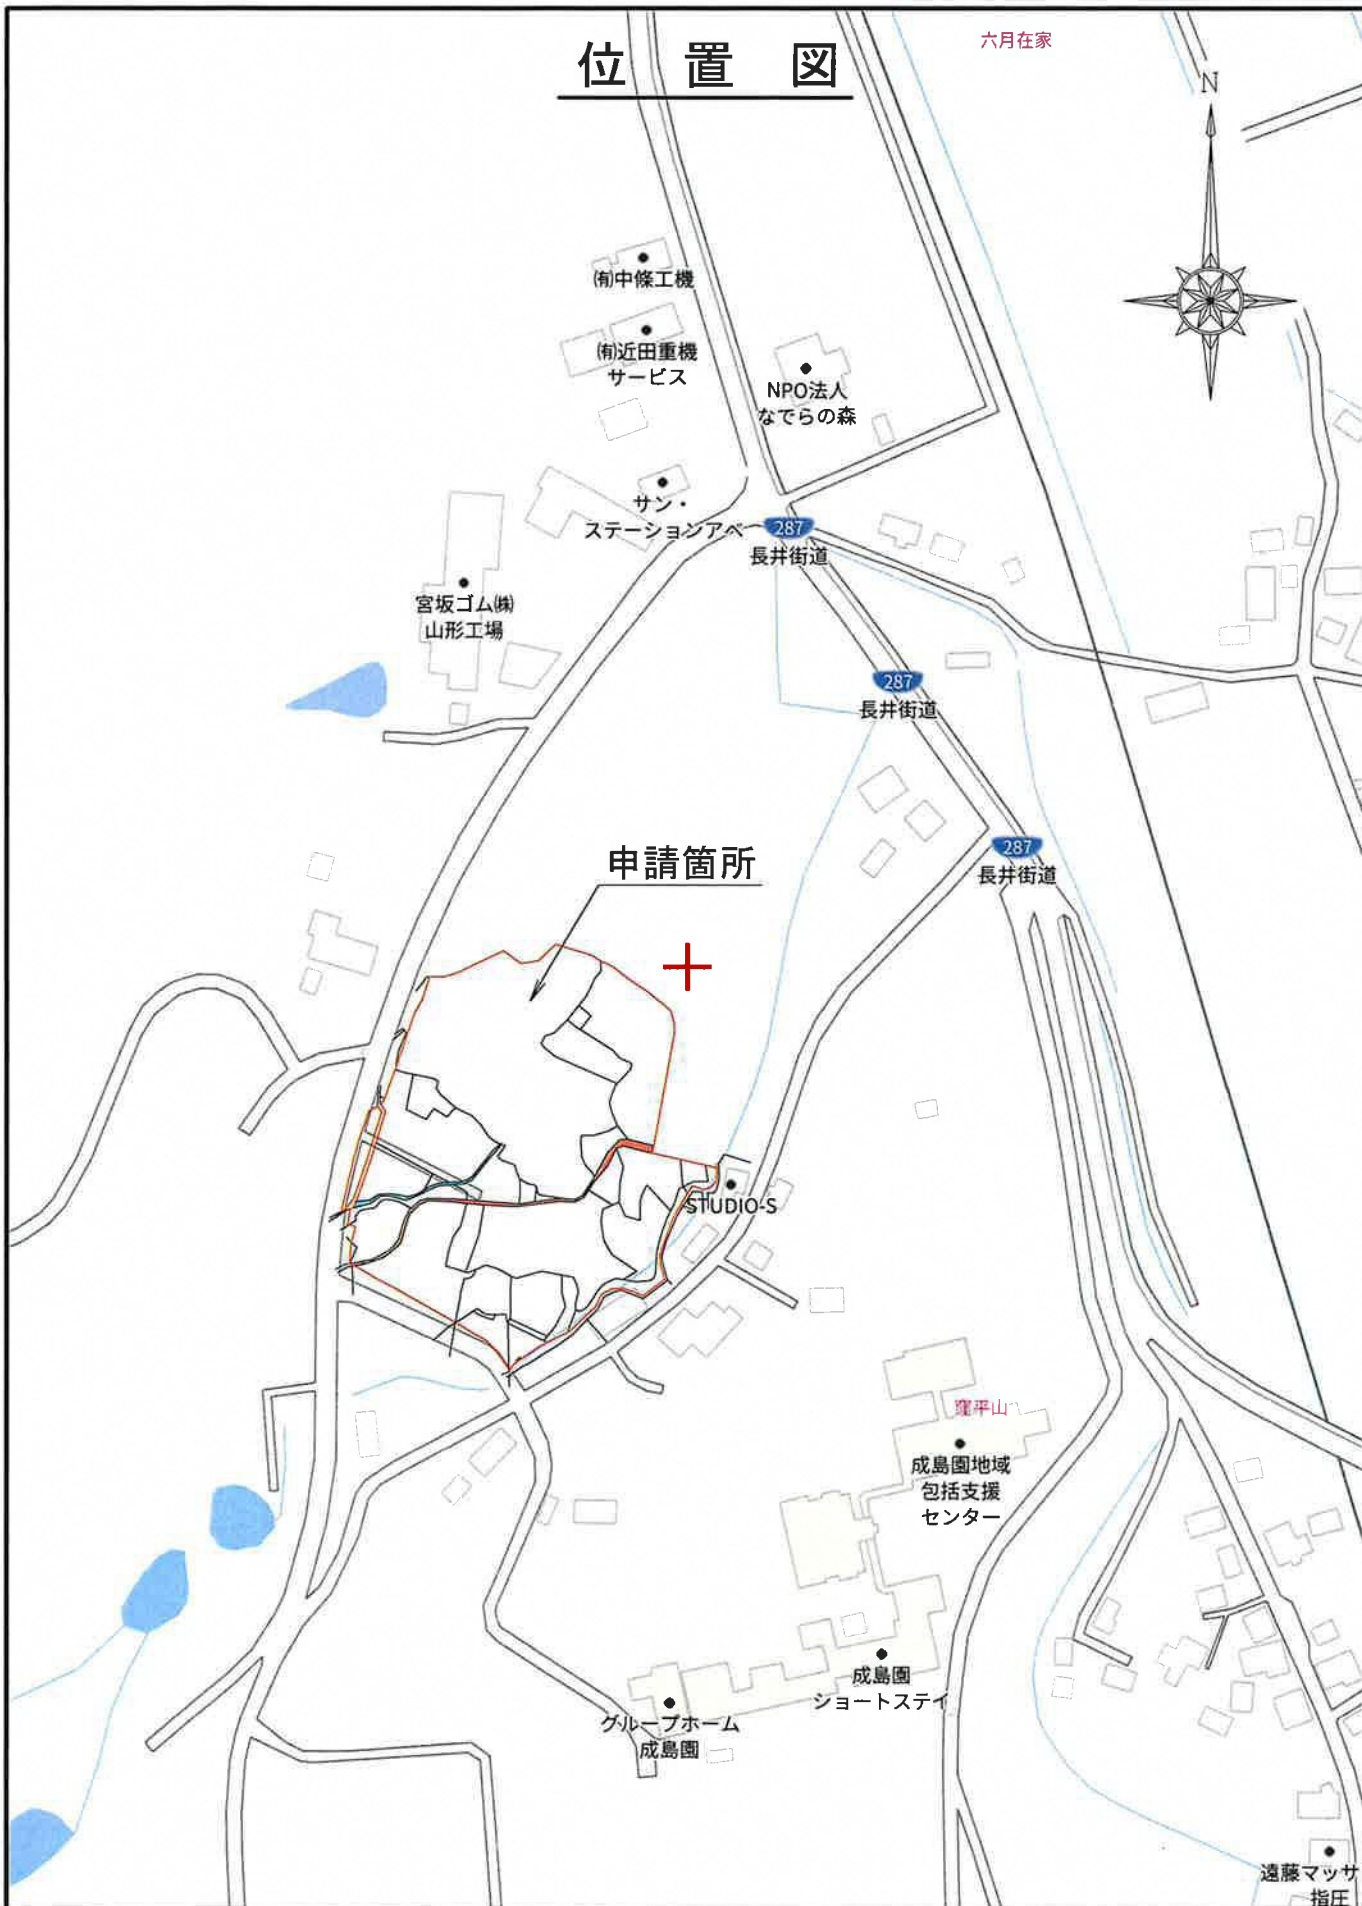 位置図
六月在家
N
㈲中條工機
㈲近田重機
サービス
NPO法人
なでらの森
サン・
ステーションアベ
287
長井街道
宮坂ゴム㈱
山形工場
287
長井街道
287
長井街道
申請箇所
STUDIO-S
窪平山
成島園地域
包括支援
センター
成島園
ショートステイ
グループホーム
成島園
遠藤マッサ
指圧